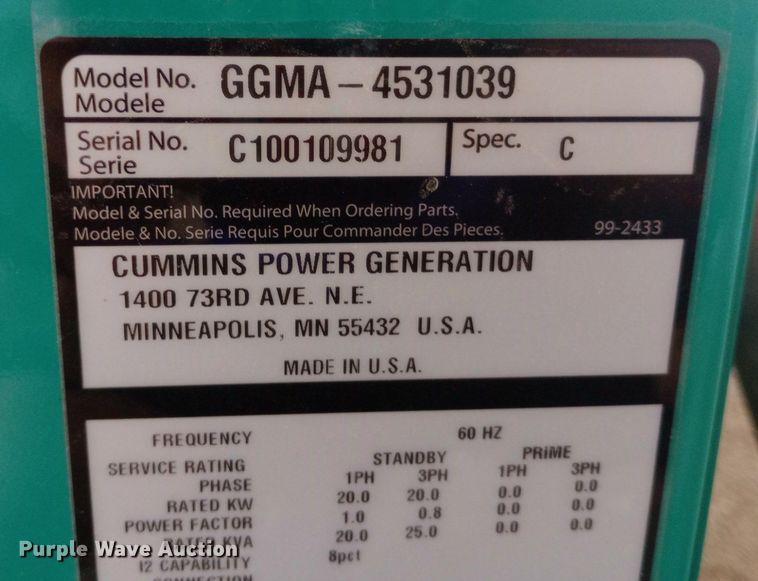 Model No. GGMA – 4531039
Modele
Serial No. C100109981 Spec. C
Serie
IMPORTANT!
Model & Serial No. Required When Ordering Parts.
Modele & No. Serie Requis Pour Commander Des Pieces. 99-2433
CUMMINS POWER GENERATION
1400 73RD AVE. N.E.
MINNEAPOLIS, MN 55432 U.S.A.
MADE IN U.S.A.
FREQUENCY 60 HZ
SERVICE RATING STANDBY PRIME
PHASE 1PH 3PH 1PH 3PH
RATED KW 20.0 20.0 0.0 0.0
POWER FACTOR 1.0 0.8 0.0 0.0
RATED KVA 20.0 25.0 0.0 0.0
Purple Wave Auction
I2 CAPABILITY 8pct